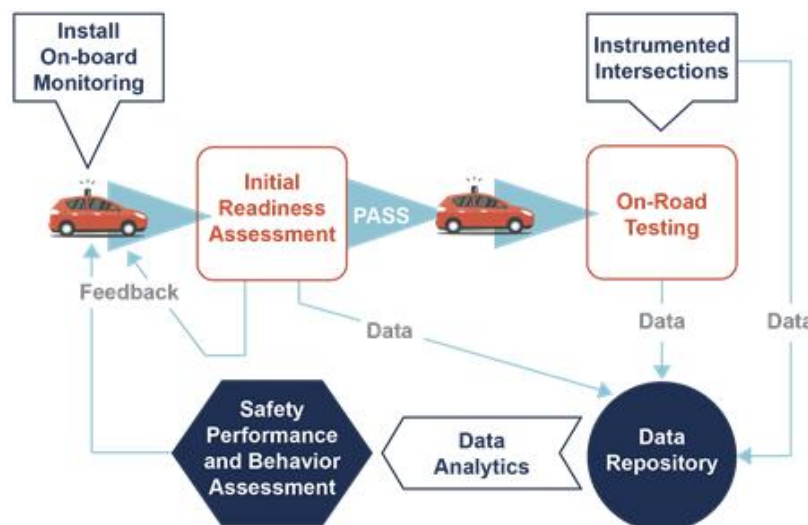 Install
On-board
Monitoring
Instrumented
Intersections
Initial
Readiness
Assessment
PASS
On-Road
Testing
Feedback
Data
Data
Data
Safety
Performance
and Behavior
Assessment
Data
Analytics
Data
Repository